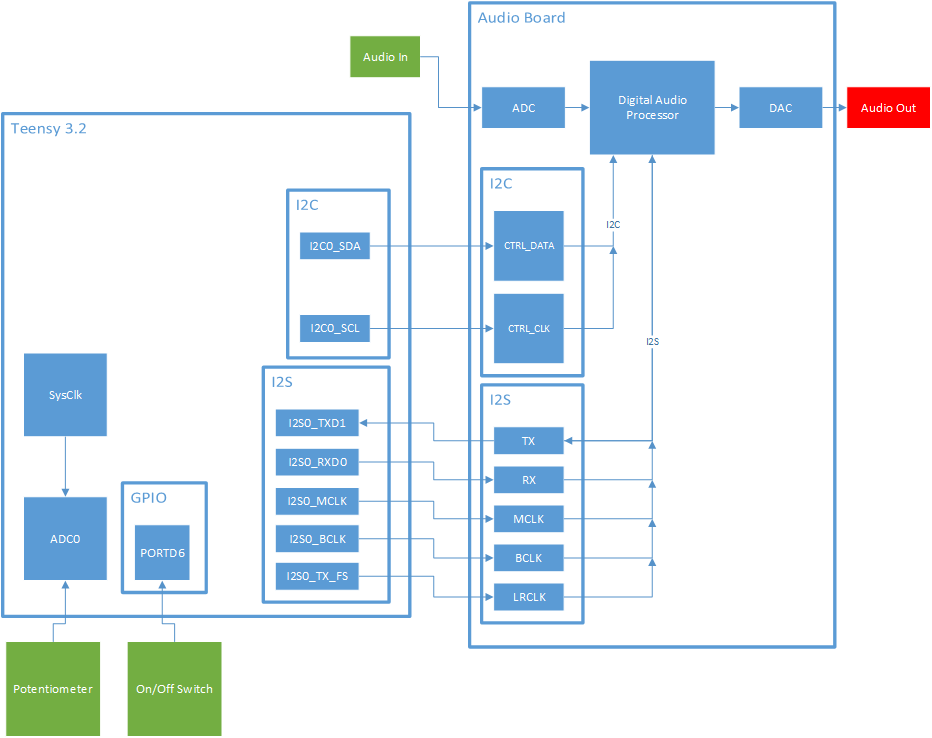 Audio Board
Audio In
ADC
Digital Audio
Processor
DAC
Audio Out
Teensy 3.2
I2C
I2C0_SDA
I2C0_SCL
I2C
CTRL_DATA
CTRL_CLK
I2C
I2S
SysClk
ADC0
GPIO
PORTD6
I2S
I2S0_TXD1
I2S0_RXD0
I2S0_MCLK
I2S0_BCLK
I2S0_TX_FS
I2S
TX
RX
MCLK
BCLK
LRCLK
Potentiometer
On/Off Switch